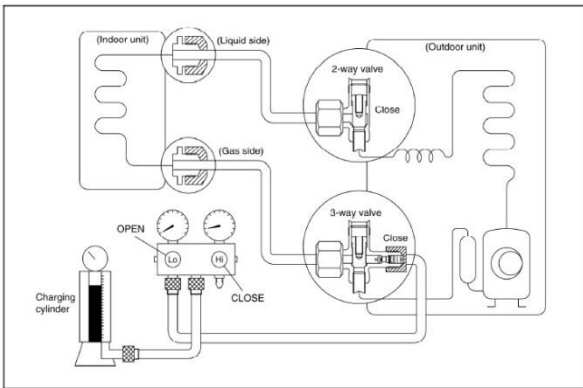 (Indoor unit)
(Liquid side)
(Outdoor unit)
2-way valve
Close
(Gas side)
3-way valve
Close
OPEN
Lo
Hi
CLOSE
Charging
cylinder